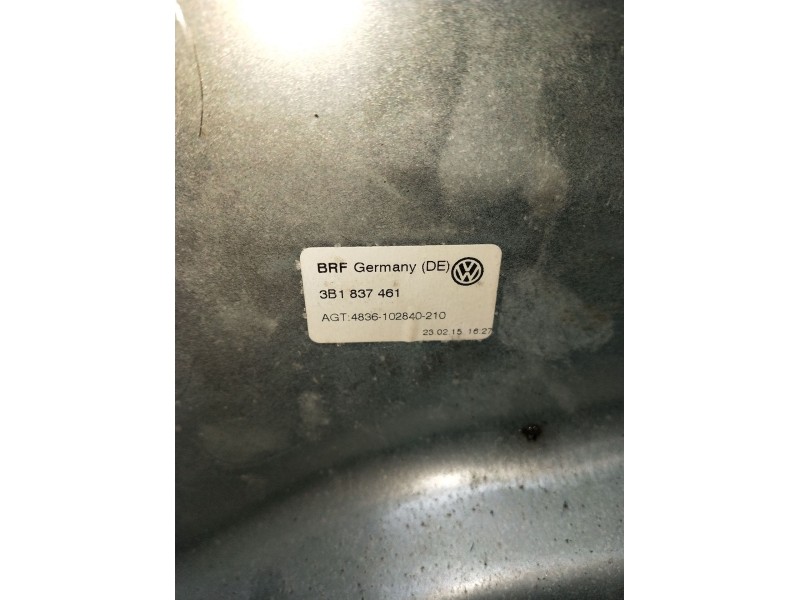 BRF Germany (DE)
3B1 837 461
AGT:4836-102840-210
23.02.15. 16:27